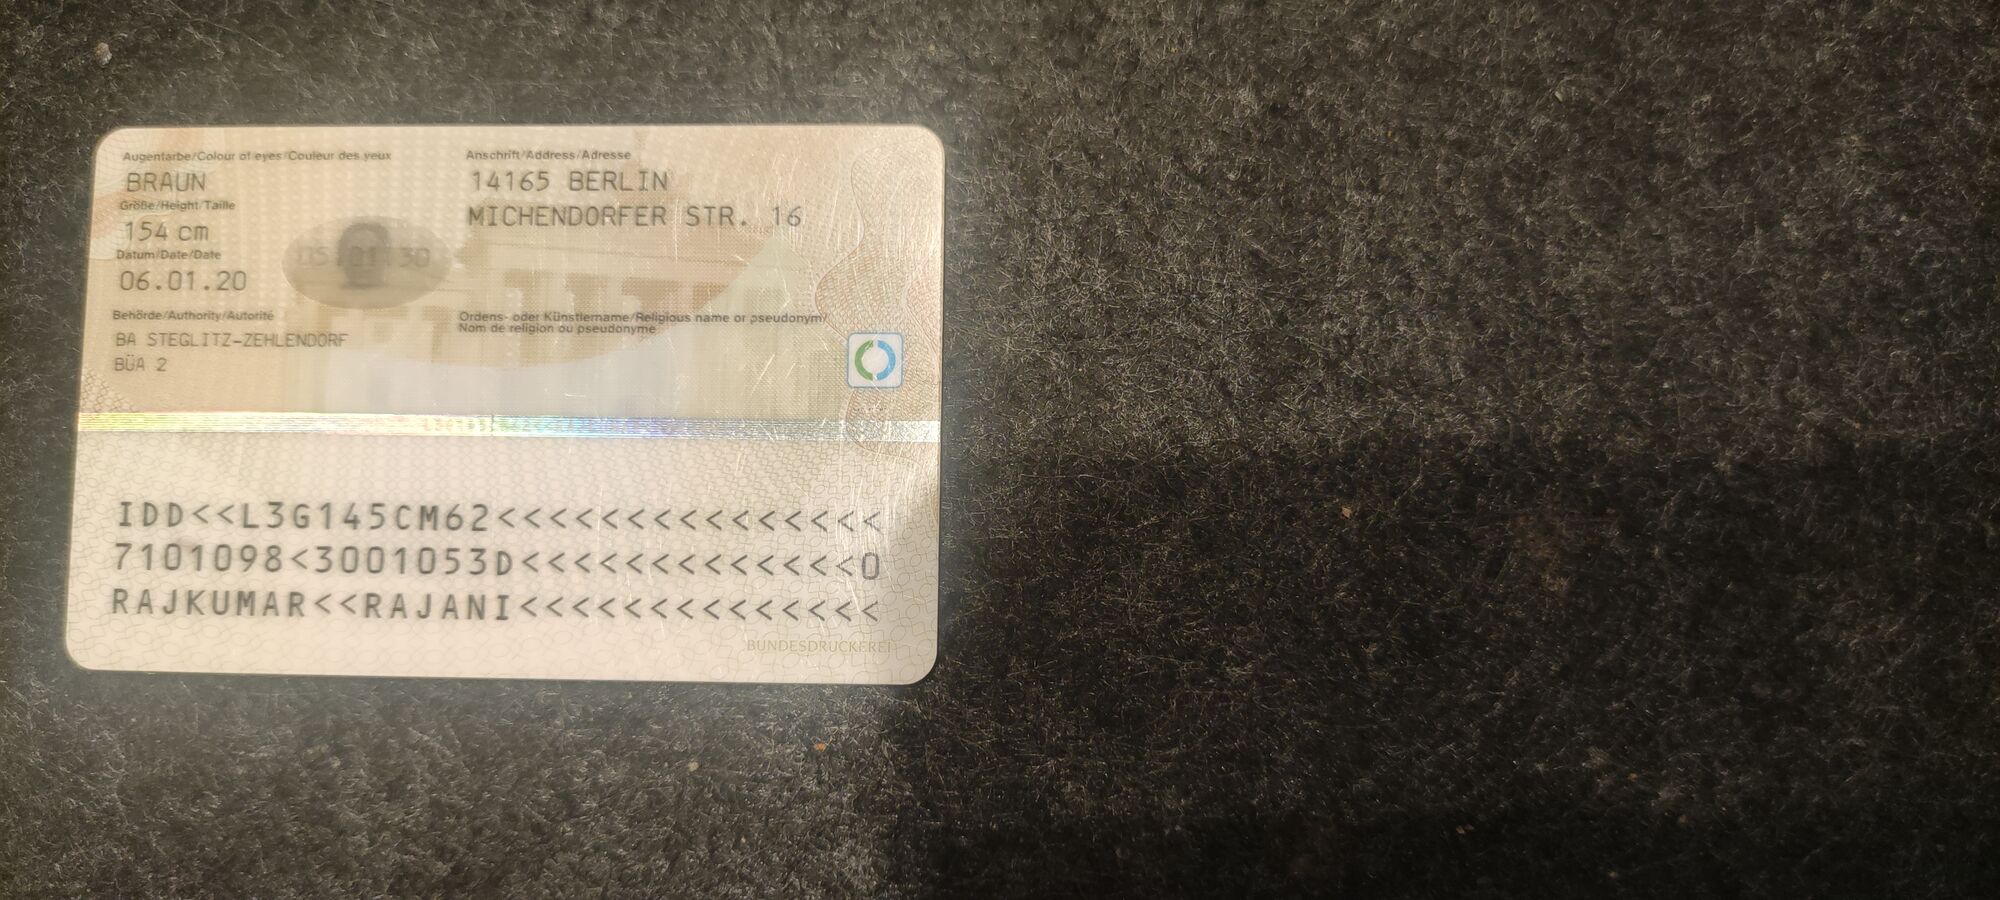 Augenfarbe/Colour of eyes/Couleur des yeux
BRAUN
Größe/Height/Taille
154 cm
Datum/Date/Date
06.01.20
Behörde/Authority/Autorité
BA STEGLITZ-ZEHLENDORF
BÜA 2
Anschrift/Address/Adresse
14165 BERLIN
MICHENDORFER STR. 16
Ordens- oder Künstlername/Religious name or pseudonym/
Nom de religion ou pseudonyme
IDD<<L3G145CM62<<<<<<<<<<<<<<<
7101098<3001053D<<<<<<<<<<<<<0
RAJKUMAR<<RAJANI<<<<<<<<<<<<<<
BUNDESDRUCKEREI